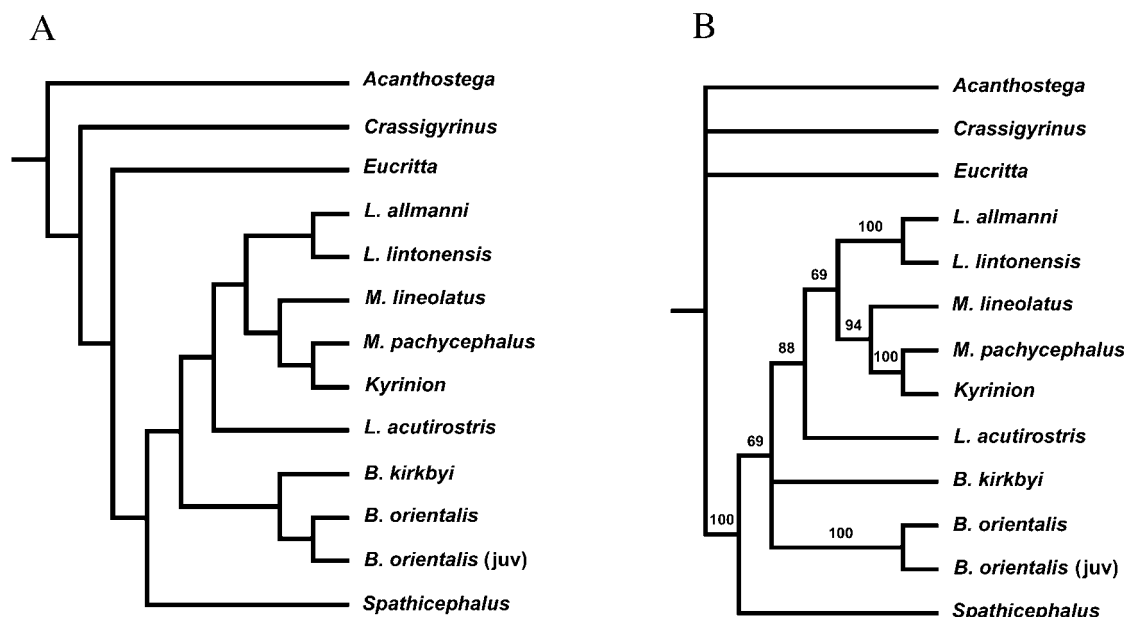 A
Acanthostega
Crassigyrinus
Eucritta
L. allmanni
L. lintonensis
M. lineolatus
M. pachycephalus
Kyrinion
L. acutirostris
B. kirkbyi
B. orientalis
B. orientalis (juv)
Spathicephalus
B
Acanthostega
Crassigyrinus
Eucritta
L. allmanni
100
L. lintonensis
69
M. lineolatus
94
M. pachycephalus
88
100
Kyrinion
L. acutirostris
69
B. kirkbyi
B. orientalis
100
100
B. orientalis (juv)
Spathicephalus